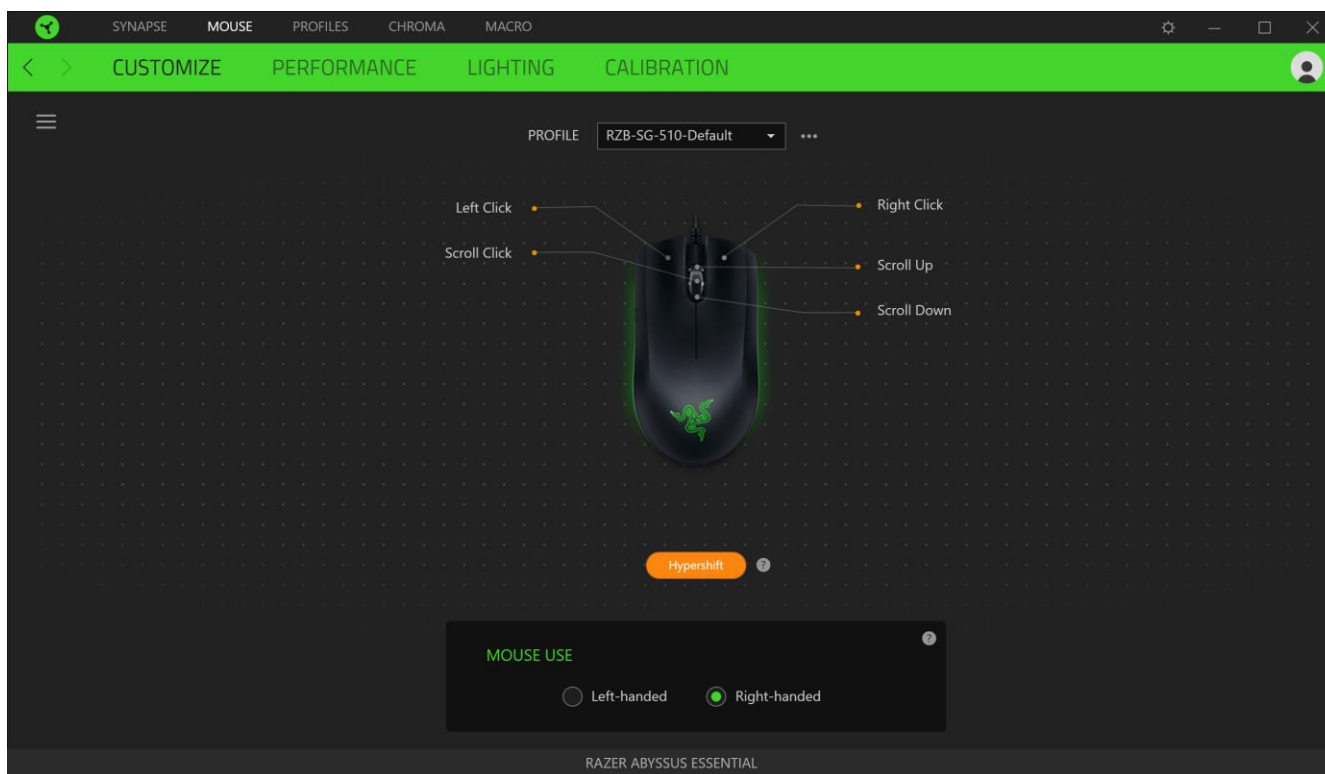 SYNAPSE MOUSE PROFILES CHROMA MACRO
CUSTOMIZE PERFORMANCE LIGHTING CALIBRATION
PROFILE RZB-SG-510-Default
Left Click
Right Click
Scroll Click
Scroll Up
Scroll Down
Hypershift ?
?
MOUSE USE
Left-handed Right-handed
RAZER ABYSSUS ESSENTIAL